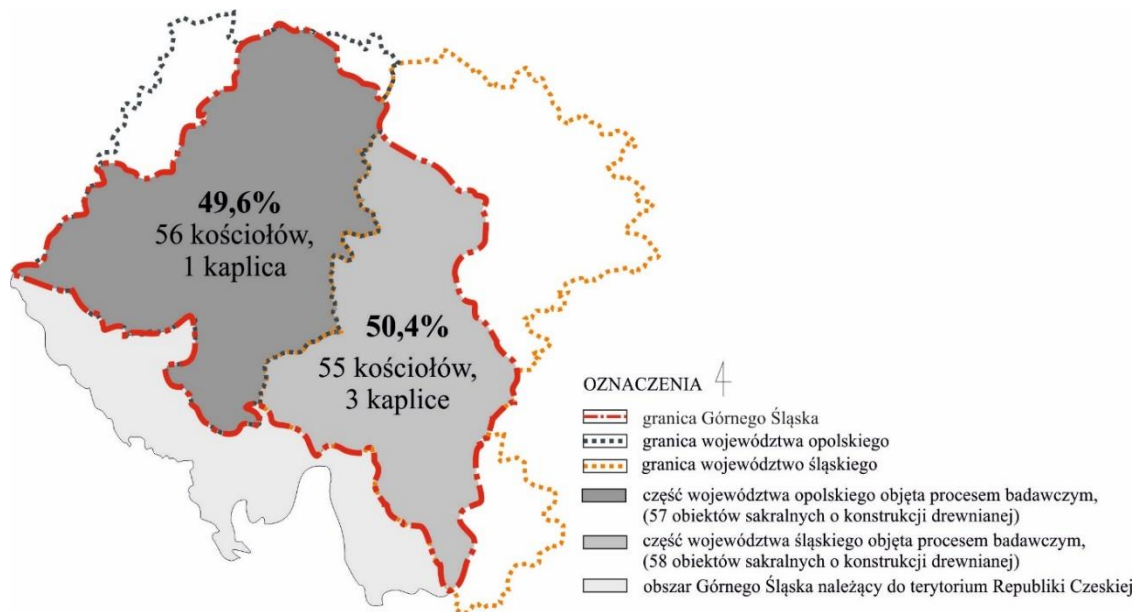 49,6%
56 kościołów,
1 kaplica
50,4%
55 kościołów,
3 kaplice
OZNACZENIA
granica Górnego Śląska
granica województwa opolskiego
granica województwo śląskiego
część województwa opolskiego objęta procesem badawczym,
(57 obiektów sakralnych o konstrukcji drewnianej)
część województwa śląskiego objęta procesem badawczym,
(58 obiektów sakralnych o konstrukcji drewnianej)
obszar Górnego Śląska należący do terytorium Republiki Czeskiej